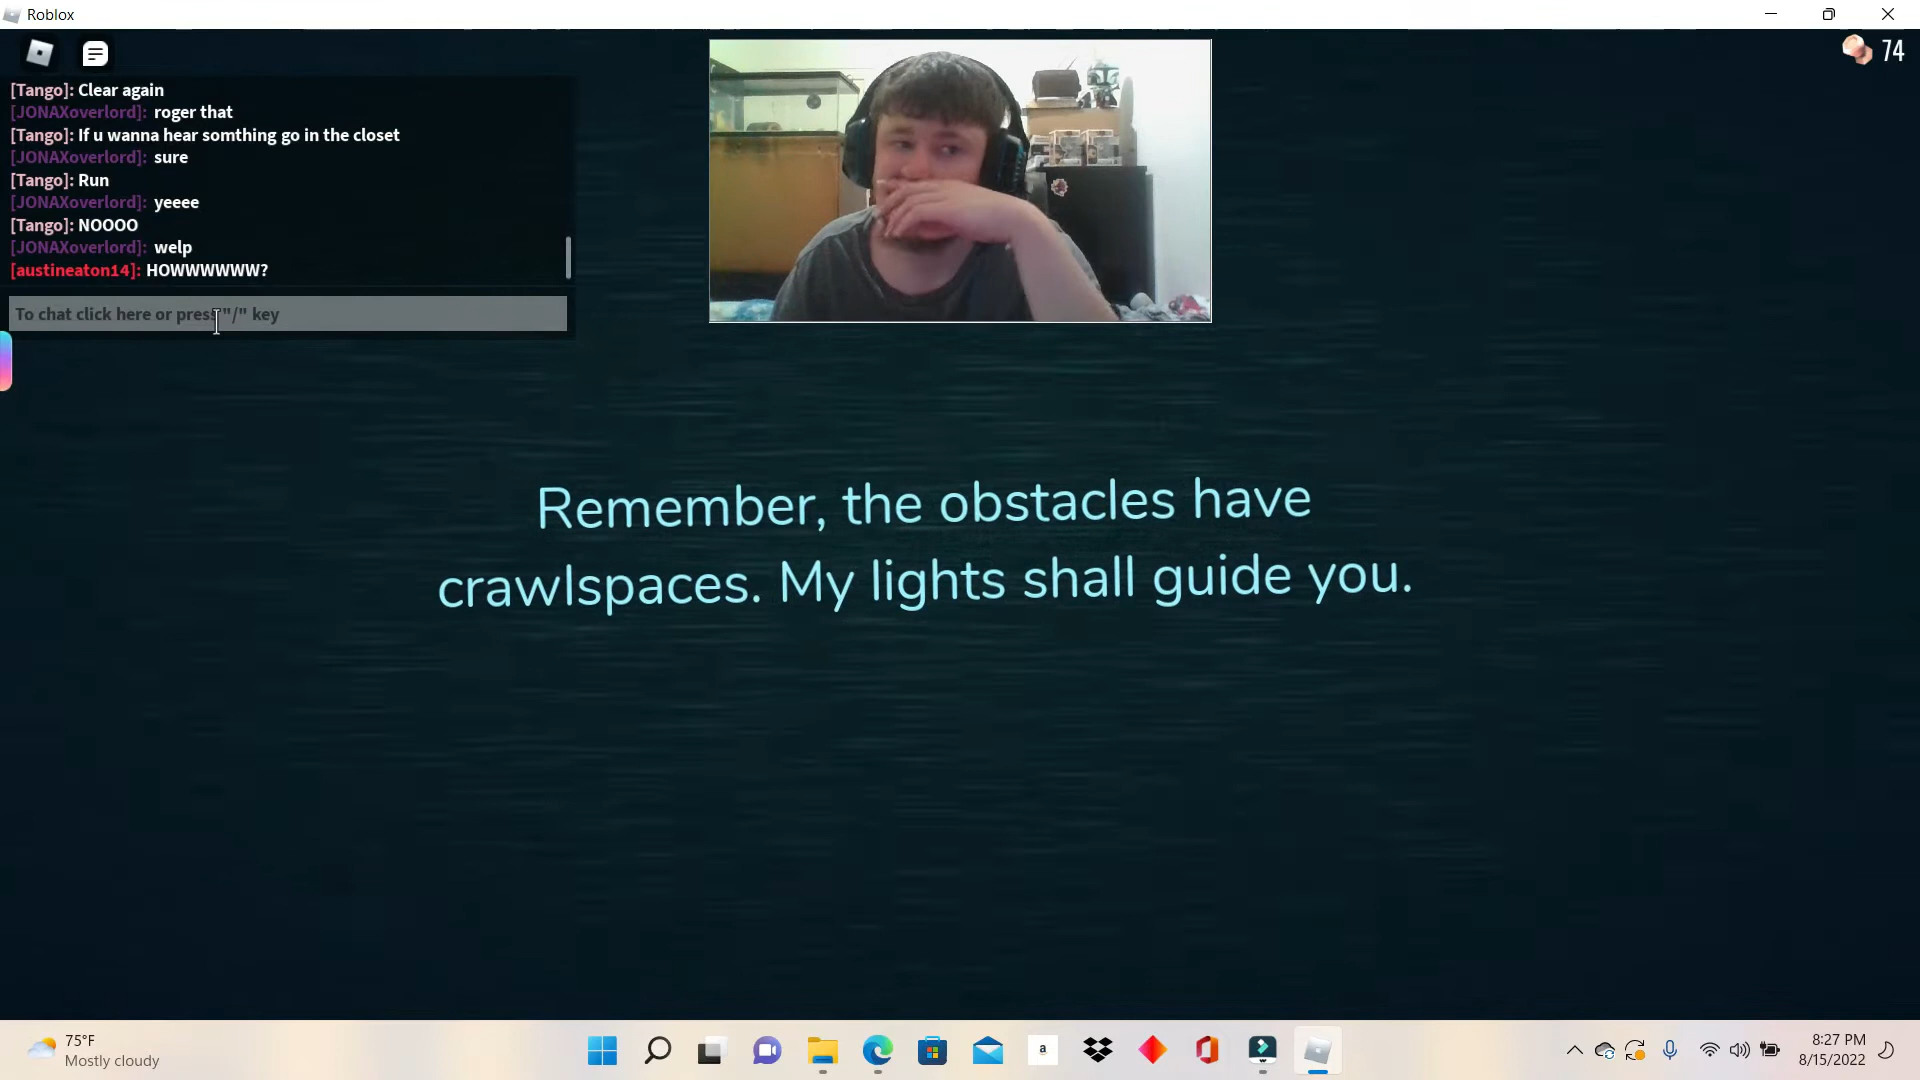 Roblox
74
[Tango]: Clear again
[JONAXoverlord]: roger that
[Tango]: If u wanna hear somthing go in the closet
[JONAXoverlord]: sure
[Tango]: Run
[JONAXoverlord]: yeeee
[Tango]: NOOOO
[JONAXoverlord]: welp
[austineaton14]: HOWWWWWW?
To chat click here or press "/" key
Remember, the obstacles have
crawlspaces. My lights shall guide you.
75°F
Mostly cloudy
a
8:27 PM
8/15/2022